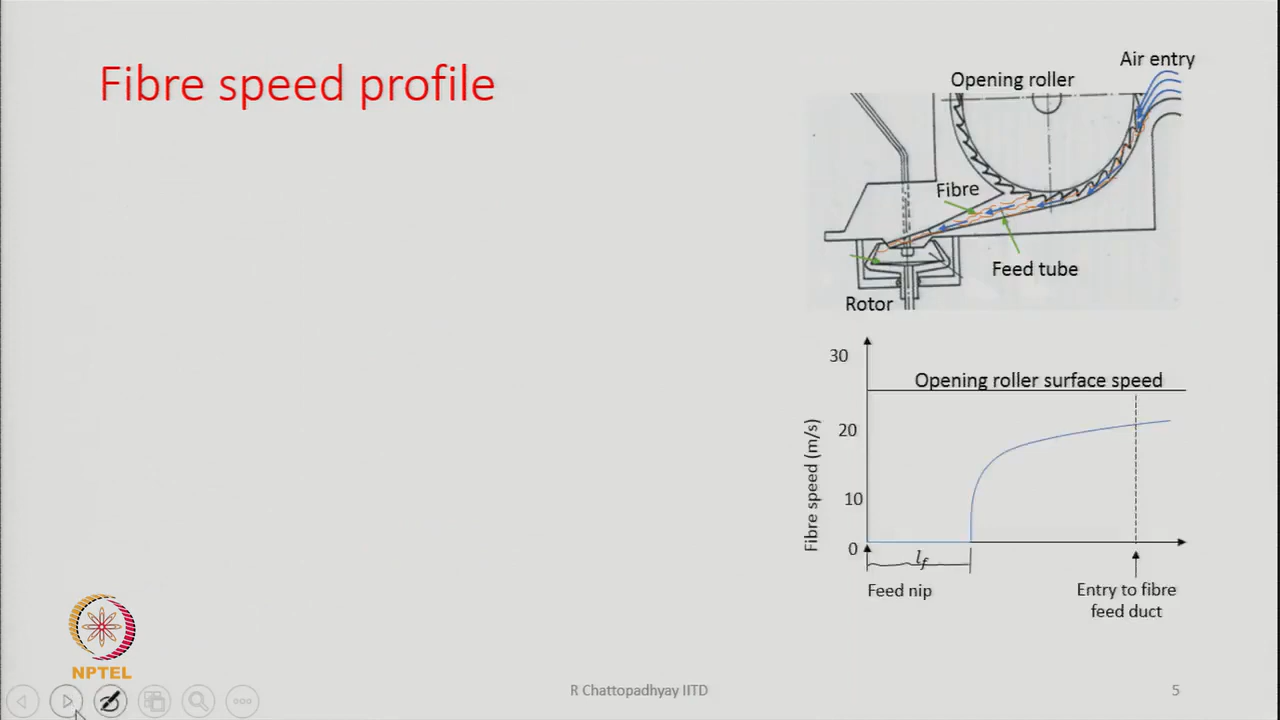 Fibre speed profile
Air entry
Opening roller
Fibre
Feed tube
Rotor
30
Opening roller surface speed
20
Fibre speed (m/s)
10
0
l_f
Feed nip
Entry to fibre
feed duct
NPTEL
R Chattopadhyay IITD
5